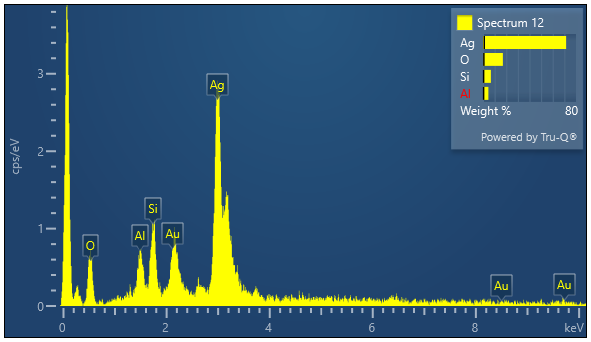 Spectrum 12
Ag
O
Si
Al
Weight % 80
Powered by Tru-Q®
cps/eV
3
2
1
0
Ag
Si
Al
Au
O
Au
Au
0 2 4 6 8 keV